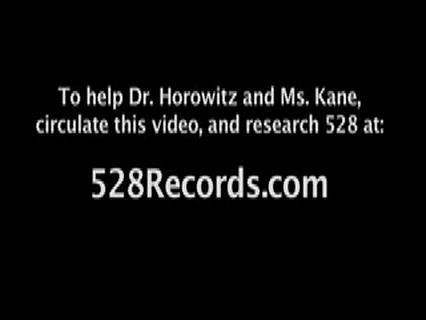 To help Dr. Horowitz and Ms. Kane,
circulate this video, and research 528 at:
528Records.com